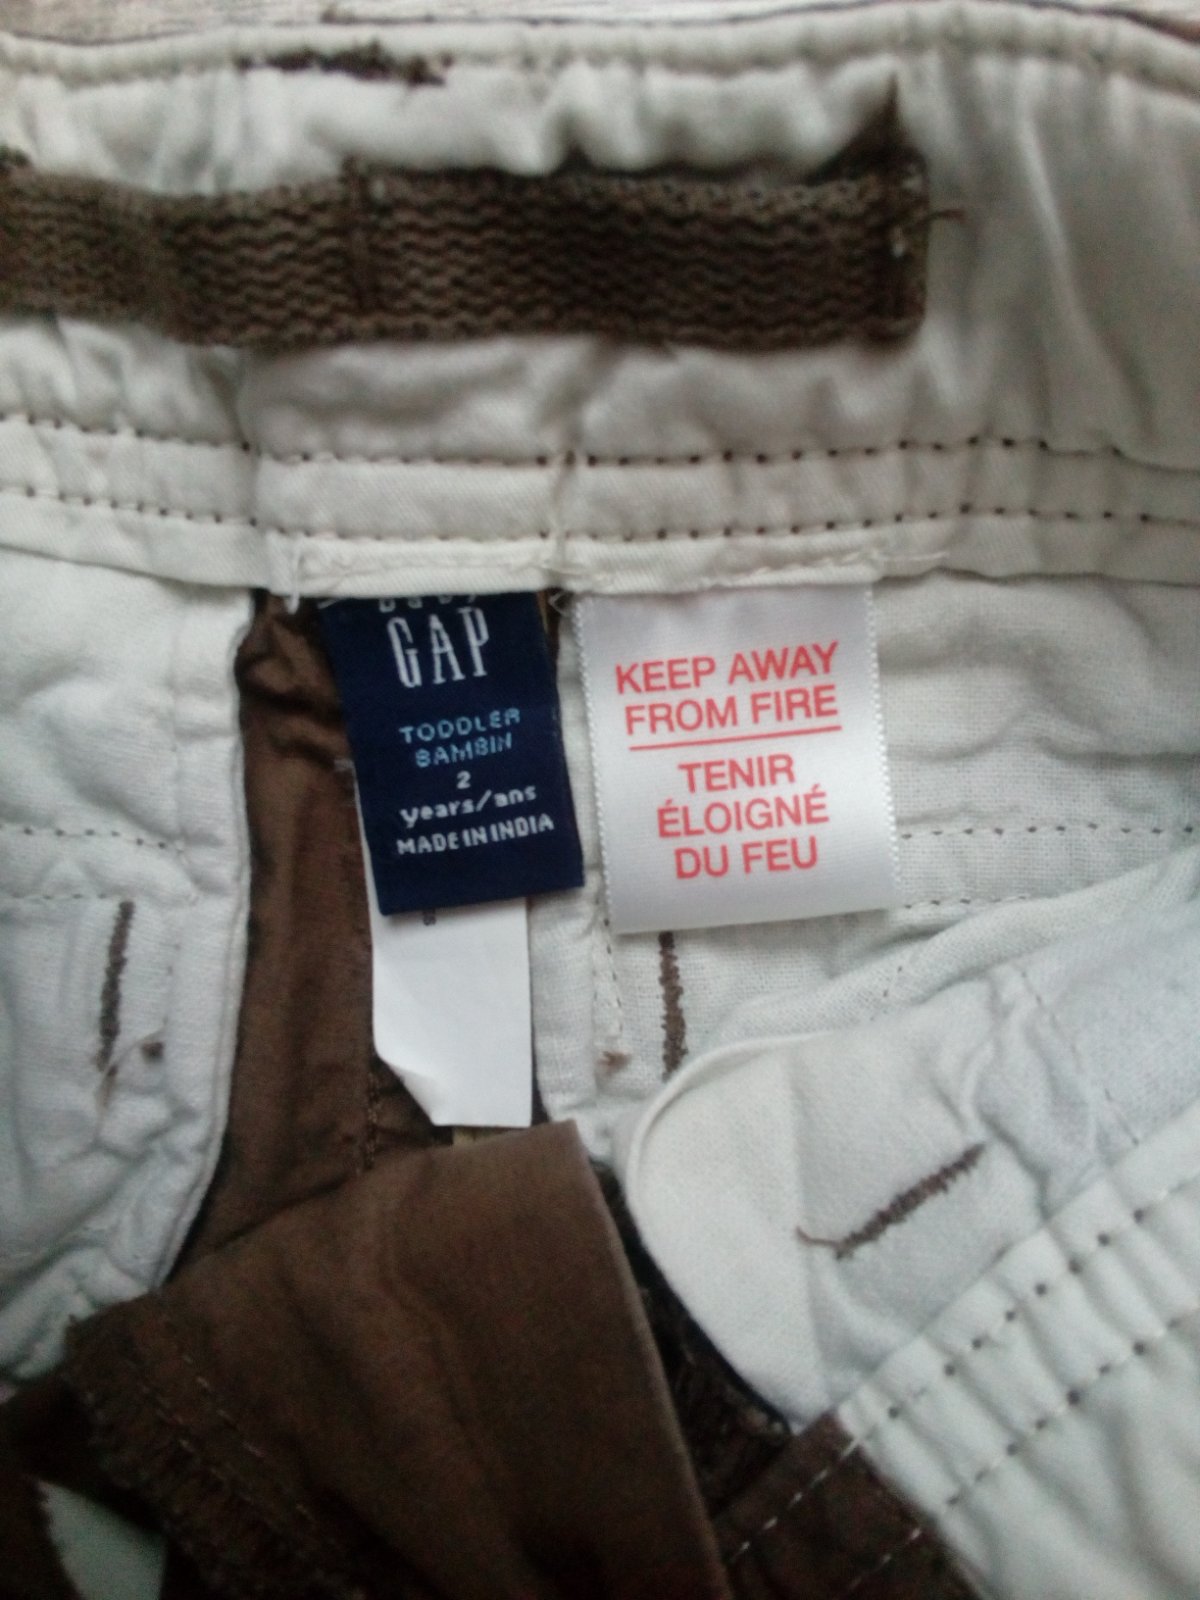 GAP
TODDLER
BAMBIN
2
years/ans
MADE IN INDIA
KEEP AWAY
FROM FIRE
TENIR
ÉLOIGNÉ
DU FEU